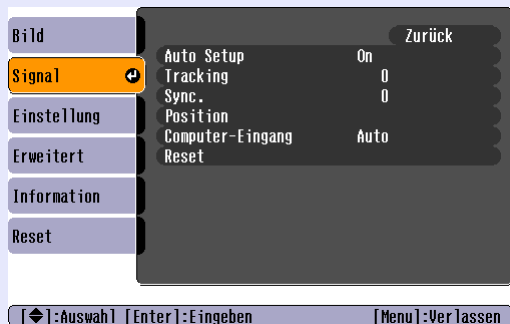 Bild
Signal
Einstellung
Erweitert
Information
Reset
Zurück
Auto Setup On
Tracking 0
Sync. 0
Position
Computer-Eingang Auto
Reset
[◆]:Auswahl [Enter]:Eingeben [Menu]:Verlassen